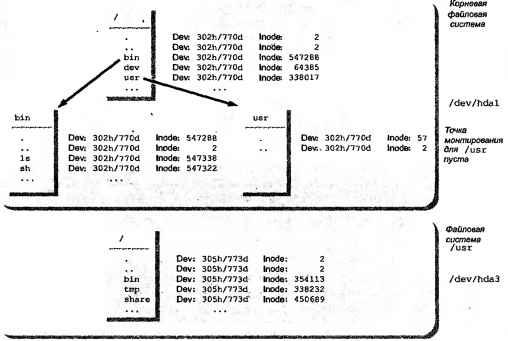 /
. Dev: 302h/770d Inode: 2
.. Dev: 302h/770d Inode: 2
bin Dev: 302h/770d Inode: 547288
dev Dev: 302h/770d Inode: 64385
usr Dev: 302h/770d Inode: 338017
... ...
Корневая
файловая
система
/dev/hda1
bin
. Dev: 302h/770d Inode: 547288
.. Dev: 302h/770d Inode: 2
ls Dev: 302h/770d Inode: 547338
sh Dev: 302h/770d Inode: 547322
... ...
usr
. Dev: 302h/770d Inode: 57
.. Dev: 302h/770d Inode: 2
Точка
монтирования
для /usr
пуста
/
. Dev: 305h/773d Inode: 2
.. Dev: 305h/773d Inode: 2
bin Dev: 305h/773d Inode: 354113
tmp Dev: 305h/773d Inode: 338232
share Dev: 305h/773d Inode: 450689
... ...
Файловая
система
/usr
/dev/hda3